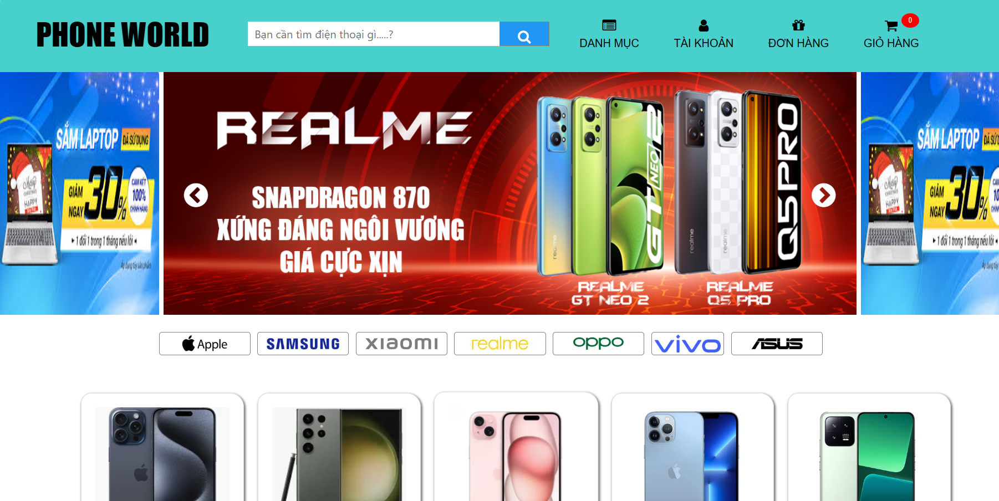 PHONE WORLD
Bạn cần tìm điện thoại gì.....?
DANH MỤC
TÀI KHOẢN
ĐƠN HÀNG
0
GIỎ HÀNG
SẮM LAPTOP ĐÃ SỬ DỤNG
GIẢM NGAY 30%
CAM KẾT
100%
CHÍNH HÃNG
Merry
CHRISTMAS
HAPPY
1 đổi 1 trong 1 tháng nếu lỗi
Áp dụng tùy sản phẩm
REALME
SNAPDRAGON 870
XỨNG ĐÁNG NGÔI VƯƠNG
GIÁ CỰC XỊN
realme
GT NEO 2
realme
realme
Q5 PRO
REALME
GT NEO 2
REALME
Q5 PRO
SẮM LAPTOP ĐÃ SỬ D
GIẢM NGAY 30%
1 đổi 1 trong 1 tháng nếu lỗi
Áp dụng tùy
Apple
SAMSUNG
xiaomi
realme
oppo
vivo
ASUS